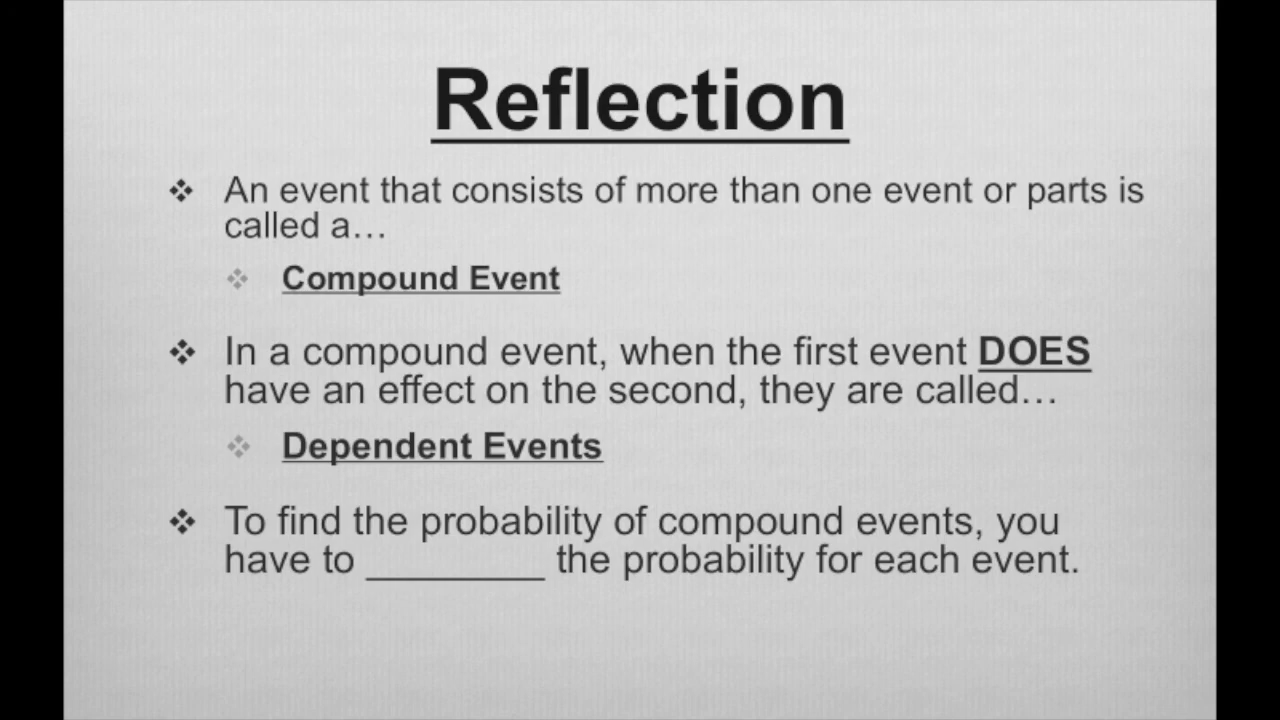 Reflection
❖ An event that consists of more than one event or parts is
called a…
❖ Compound Event
❖ In a compound event, when the first event DOES
have an effect on the second, they are called…
❖ Dependent Events
❖ To find the probability of compound events, you
have to ________ the probability for each event.